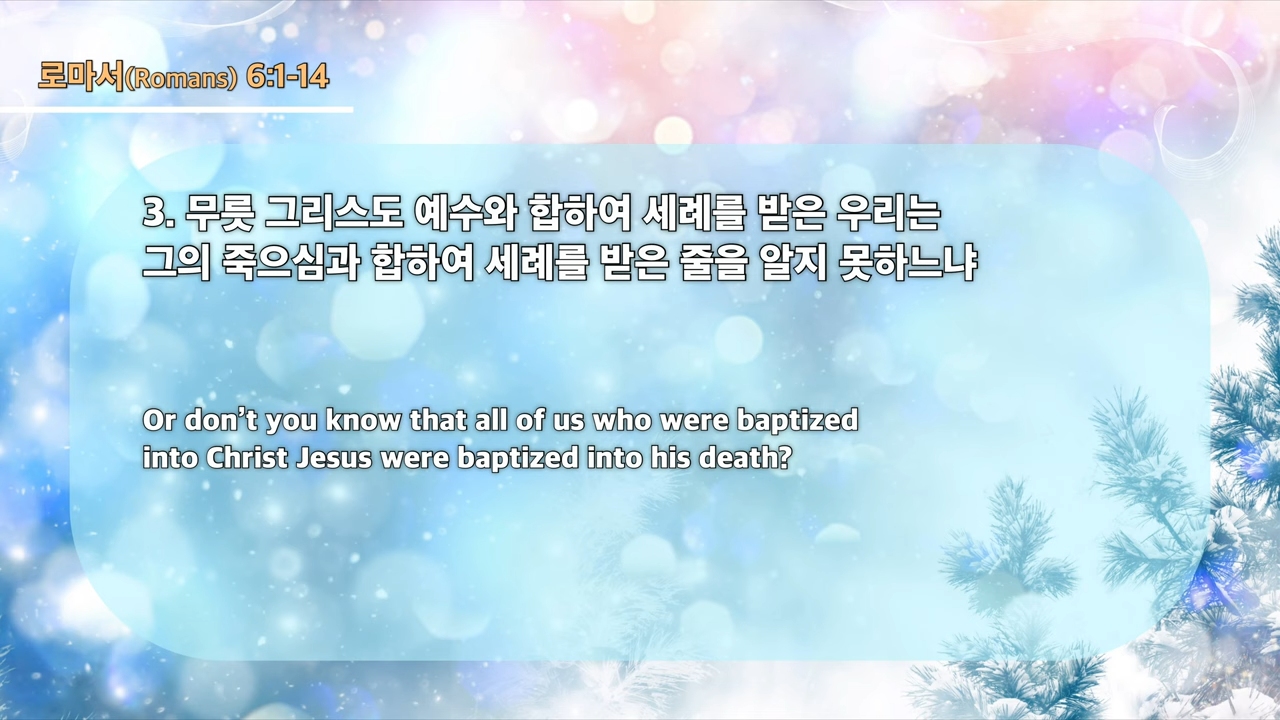 로마서(Romans) 6:1-14
3. 무릇 그리스도 예수와 합하여 세례를 받은 우리는
그의 죽으심과 합하여 세례를 받은 줄을 알지 못하느냐
Or don’t you know that all of us who were baptized
into Christ Jesus were baptized into his death?